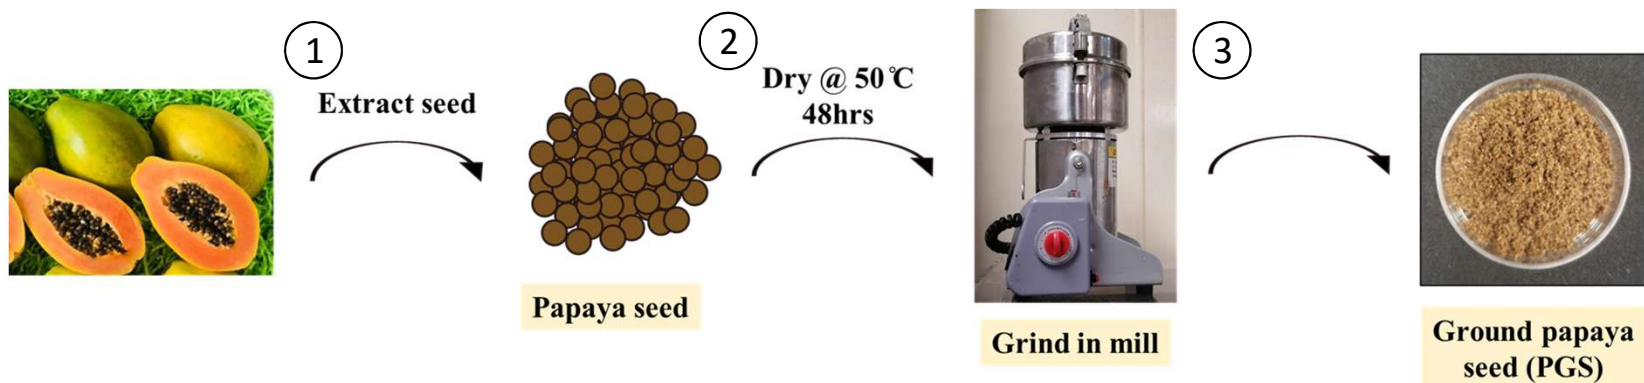 1
Extract seed
Papaya seed
2
Dry @ 50 ℃
48hrs
Grind in mill
3
Ground papaya
seed (PGS)